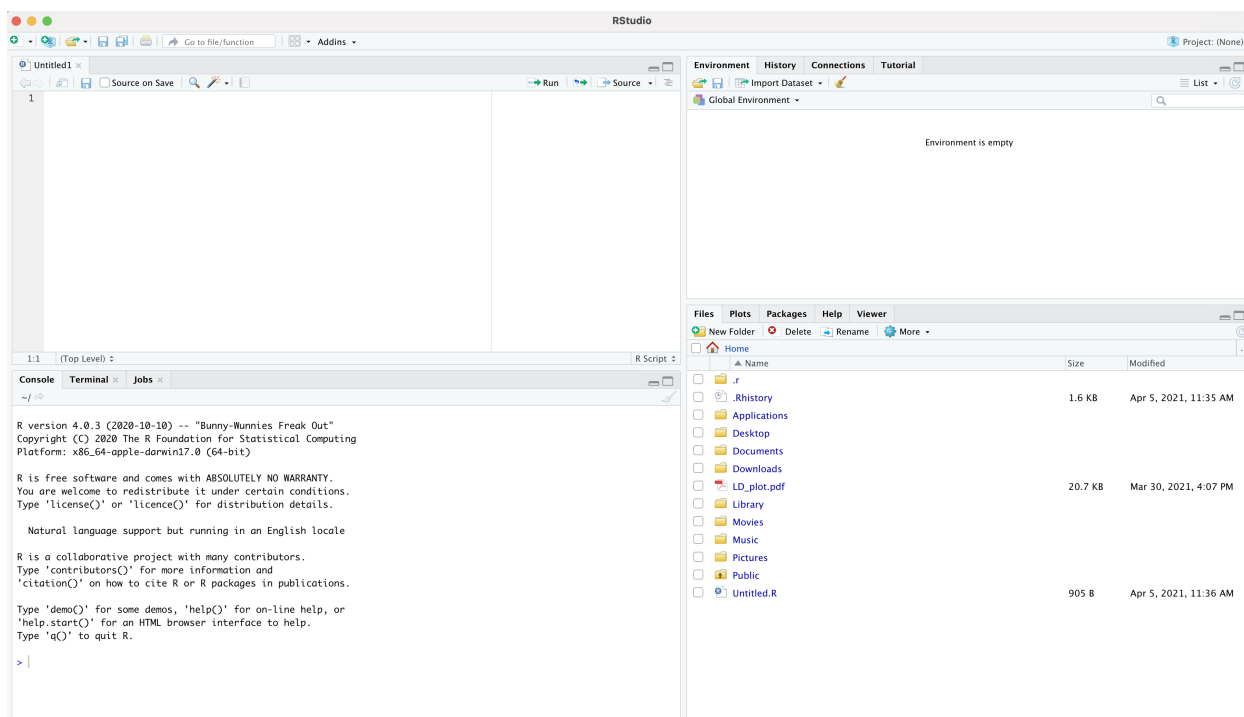 RStudio
Go to file/function
Addins
Project: (None)
Untitled1
Source on Save
Run
Source
1
1:1
(Top Level)
R Script
Console Terminal Jobs
~/
R version 4.0.3 (2020-10-10) -- "Bunny-Wunnies Freak Out"
Copyright (C) 2020 The R Foundation for Statistical Computing
Platform: x86_64-apple-darwin17.0 (64-bit)
R is free software and comes with ABSOLUTELY NO WARRANTY.
You are welcome to redistribute it under certain conditions.
Type 'license()' or 'licence()' for distribution details.
Natural language support but running in an English locale
R is a collaborative project with many contributors.
Type 'contributors()' for more information and
'citation()' on how to cite R or R packages in publications.
Type 'demo()' for some demos, 'help()' for on-line help, or
'help.start()' for an HTML browser interface to help.
Type 'q()' to quit R.
>
Environment History Connections Tutorial
Import Dataset
List
Global Environment
Environment is empty
Files Plots Packages Help Viewer
New Folder Delete Rename More
Home
Name Size Modified
.r
.Rhistory 1.6 KB Apr 5, 2021, 11:35 AM
Applications
Desktop
Documents
Downloads
LD_plot.pdf 20.7 KB Mar 30, 2021, 4:07 PM
Library
Movies
Music
Pictures
Public
Untitled.R 905 B Apr 5, 2021, 11:36 AM